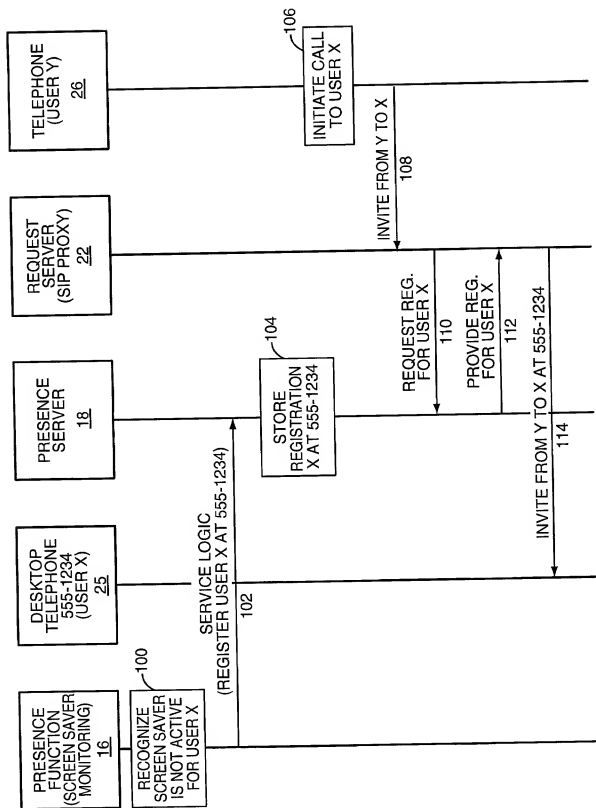 PRESENCE
FUNCTION
(SCREEN SAVER
MONITORING)
16
DESKTOP
TELEPHONE
555-1234
(USER X)
25
PRESENCE
SERVER
18
REQUEST
SERVER
(SIP PROXY)
22
TELEPHONE
(USER Y)
26
100
RECOGNIZE
SCREEN SAVER
IS NOT ACTIVE
FOR USER X
SERVICE LOGIC
(REGISTER USER X AT 555-1234)
102
104
STORE
REGISTRATION
X AT 555-1234
106
INITIATE CALL
TO USER X
INVITE FROM Y TO X
108
REQUEST REG.
FOR USER X
110
PROVIDE REG.
FOR USER X
112
INVITE FROM Y TO X AT 555-1234
114